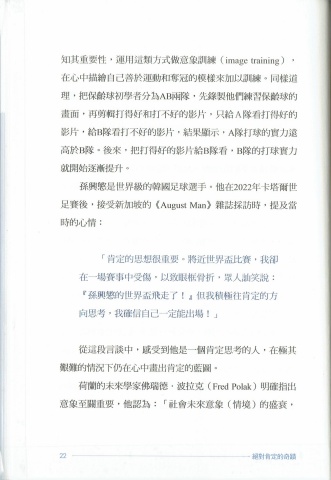 知其重要性，運用這類方式做意象訓練（image training），
在心中描繪自己善於運動和奪冠的模樣來加以訓練。同樣道
理，把保齡球初學者分為AB兩隊，先錄製他們練習保齡球的
畫面，再剪輯打得好和打不好的影片，只給A隊看打得好的
影片，給B隊看打不好的影片，結果顯示，A隊打球的實力遠
高於B隊。後來，把打得好的影片給B隊看，B隊的打球實力
就開始逐漸提升。
孫興慜是世界級的韓國足球選手，他在2022年卡塔爾世
足賽後，接受新加坡的《August Man》雜誌採訪時，提及當
時的心情：
「肯定的思想很重要。將近世界盃比賽，我卻
在一場賽事中受傷，以致眼框骨折，眾人訕笑說：
『孫興慜的世界盃飛走了！』但我積極往肯定的方
向思考，我確信自己一定能出場！」
從這段言談中，感受到他是一個肯定思考的人，在極其
艱難的情況下仍在心中畫出肯定的藍圖。
荷蘭的未來學家佛瑞德．波拉克（Fred Polak）明確指出
意象至關重要，他認為：「社會未來意象（情境）的盛衰，
22
絕對肯定的奇蹟